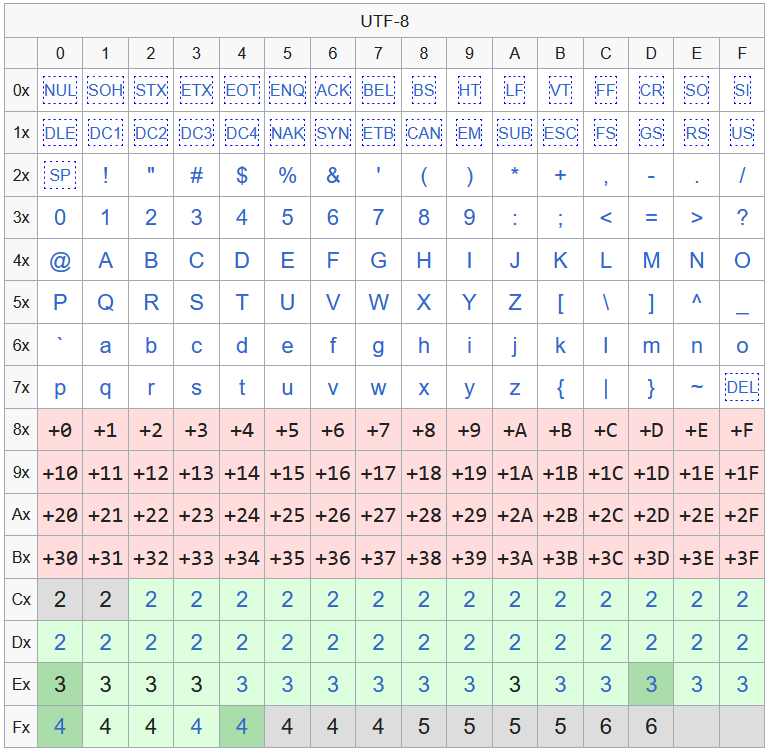 UTF-8
0 1 2 3 4 5 6 7 8 9 A B C D E F
0x NUL SOH STX ETX EOT ENQ ACK BEL BS HT LF VT FF CR SO SI
1x DLE DC1 DC2 DC3 DC4 NAK SYN ETB CAN EM SUB ESC FS GS RS US
2x SP ! " # $ % & ' ( ) * + , - . /
3x 0 1 2 3 4 5 6 7 8 9 : ; < = > ?
4x @ A B C D E F G H I J K L M N O
5x P Q R S T U V W X Y Z [ \ ] ^ _
6x ` a b c d e f g h i j k l m n o
7x p q r s t u v w x y z { | } ~ DEL
8x +0 +1 +2 +3 +4 +5 +6 +7 +8 +9 +A +B +C +D +E +F
9x +10 +11 +12 +13 +14 +15 +16 +17 +18 +19 +1A +1B +1C +1D +1E +1F
Ax +20 +21 +22 +23 +24 +25 +26 +27 +28 +29 +2A +2B +2C +2D +2E +2F
Bx +30 +31 +32 +33 +34 +35 +36 +37 +38 +39 +3A +3B +3C +3D +3E +3F
Cx 2 2 2 2 2 2 2 2 2 2 2 2 2 2 2 2
Dx 2 2 2 2 2 2 2 2 2 2 2 2 2 2 2 2
Ex 3 3 3 3 3 3 3 3 3 3 3 3 3 3 3 3
Fx 4 4 4 4 4 4 4 4 5 5 5 5 6 6